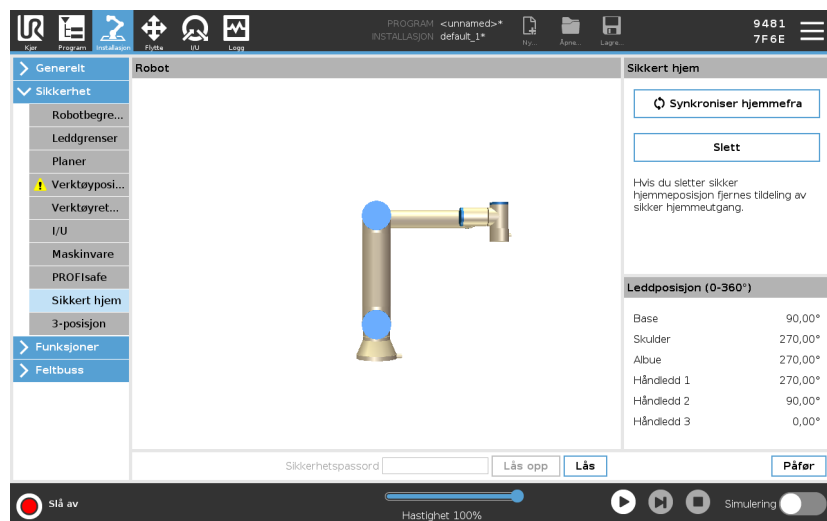 PROGRAM <unnamed>*
INSTALLASJON default_1*
9481
7F6E
Kjør Program Installasjon Flytte I/U Logg Ny... Åpne... Lagre...
Generelt
Sikkerhet
Robotbegre...
Leddgrenser
Planer
Verktøyposi...
Verktøyret...
I/U
Maskinvare
PROFIsafe
Sikkert hjem
3-posisjon
Funksjoner
Feltbuss
Robot
Sikkert hjem
Synkroniser hjemmefra
Slett
Hvis du sletter sikker
hjemmeposisjon fjernes tildeling av
sikker hjemmeutgang.
Leddposisjon (0-360°)
Base 90,00°
Skulder 270,00°
Albue 270,00°
Håndledd 1 270,00°
Håndledd 2 90,00°
Håndledd 3 0,00°
Sikkerhetspassord Lås opp Lås Påfør
Slå av
Hastighet 100%
Simulering